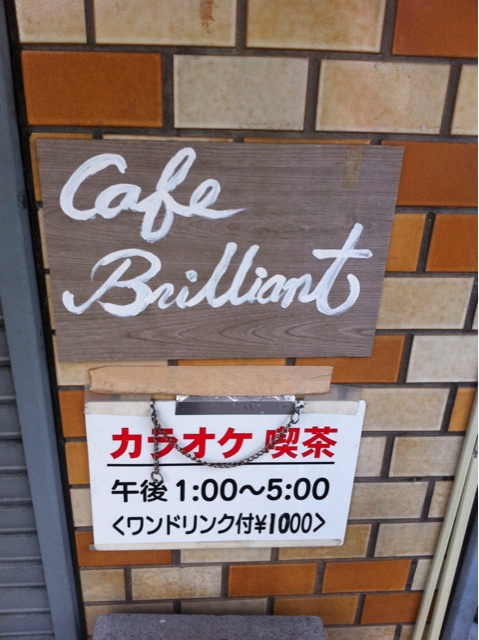 Cafe
Brilliant
カラオケ 喫茶
午後 1:00〜5:00
<ワンドリンク付¥1000>